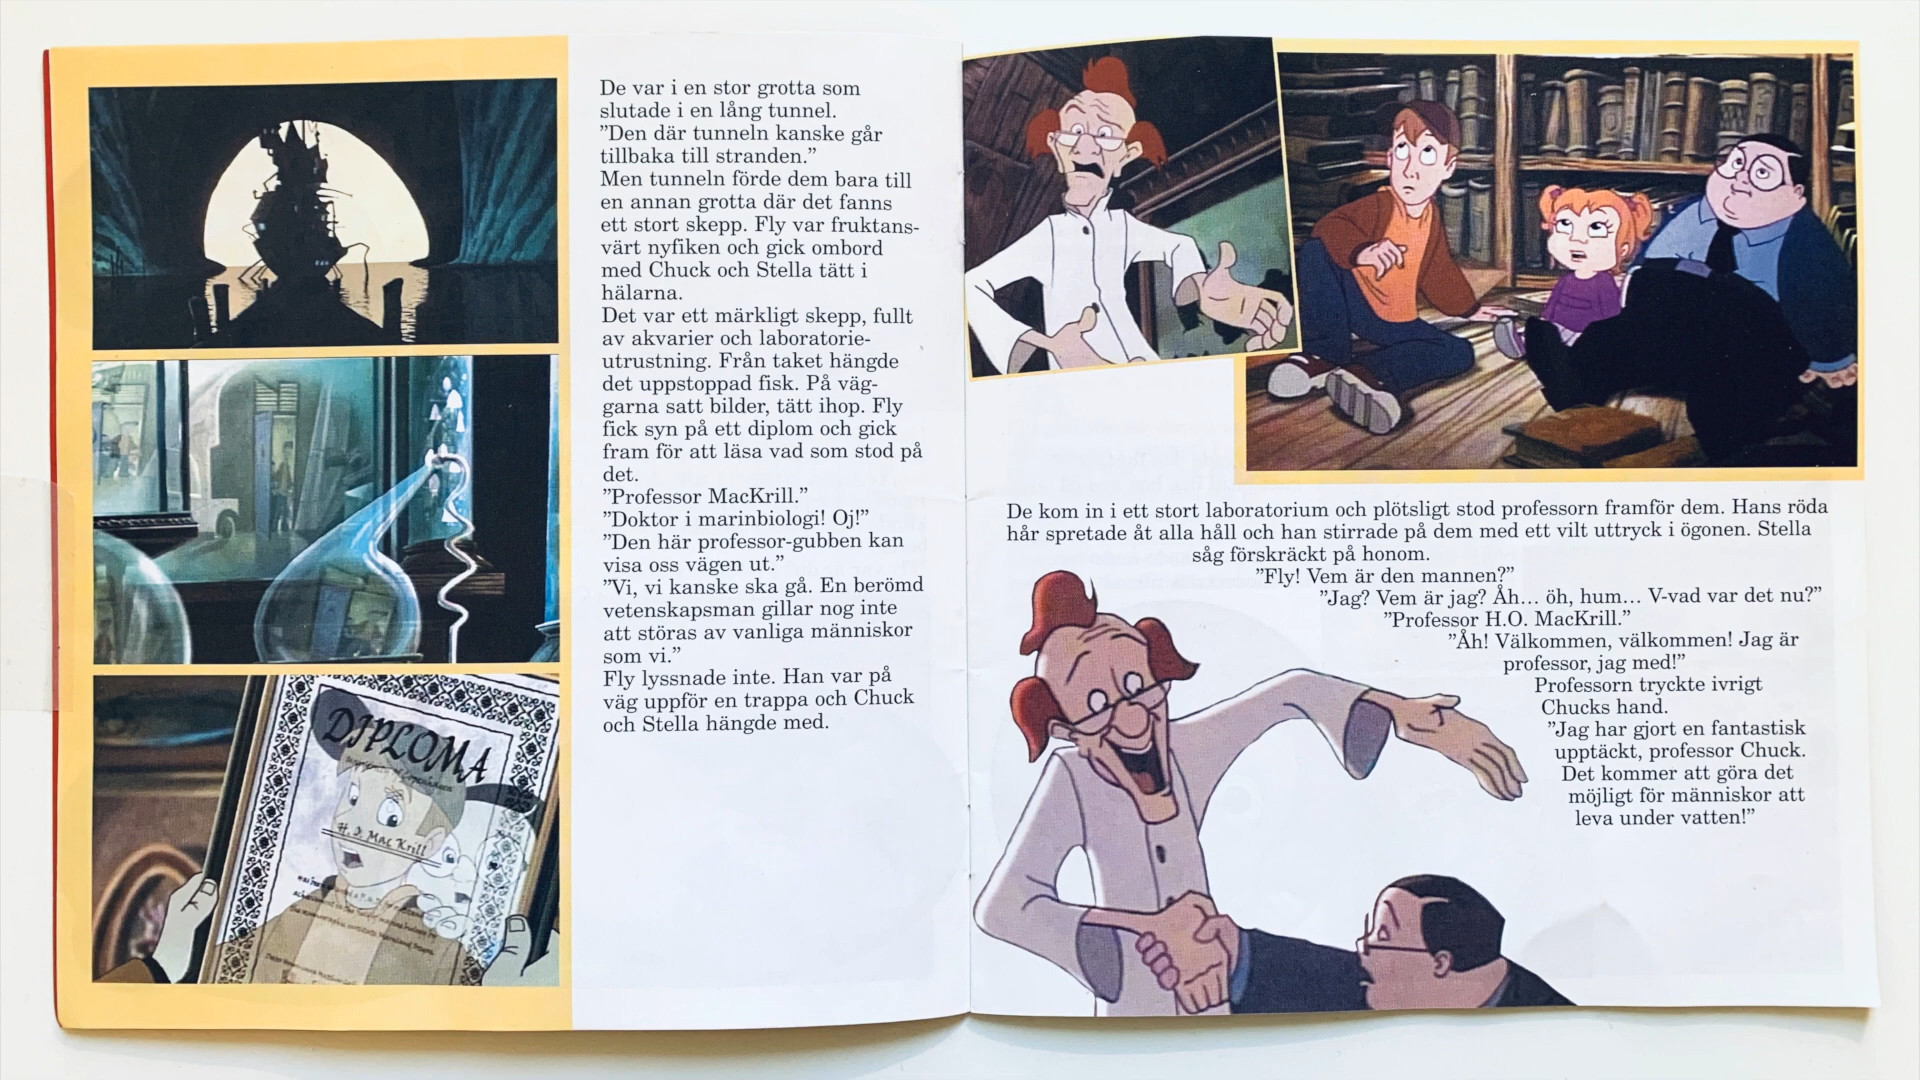 De var i en stor grotta som
slutade i en lång tunnel.
”Den där tunneln kanske går
tillbaka till stranden.”
Men tunneln förde dem bara till
en annan grotta där det fanns
ett stort skepp. Fly var fruktans-
värt nyfiken och gick ombord
med Chuck och Stella tätt i
hälarna.
Det var ett märkligt skepp, fullt
av akvarier och laboratorie-
utrustning. Från taket hängde
det uppstoppad fisk. På väg-
garna satt bilder, tätt ihop. Fly
fick syn på ett diplom och gick
fram för att läsa vad som stod på
det.
”Professor MacKrill.”
”Doktor i marinbiologi! Oj!”
”Den här professor-gubben kan
visa oss vägen ut.”
”Vi, vi kanske ska gå. En berömd
vetenskapsman gillar nog inte
att störas av vanliga människor
som vi.”
Fly lyssnade inte. Han var på
väg uppför en trappa och Chuck
och Stella hängde med.
DIPLOMA
H. O. Mac Krill
De kom in i ett stort laboratorium och plötsligt stod professorn framför dem. Hans röda
hår spretade åt alla håll och han stirrade på dem med ett vilt uttryck i ögonen. Stella
såg förskräckt på honom.
”Fly! Vem är den mannen?”
”Jag? Vem är jag? Åh... öh, hum... V-vad var det nu?”
”Professor H.O. MacKrill.”
”Åh! Välkommen, välkommen! Jag är
professor, jag med!”
Professorn tryckte ivrigt
Chucks hand.
”Jag har gjort en fantastisk
upptäckt, professor Chuck.
Det kommer att göra det
möjligt för människor att
leva under vatten!”